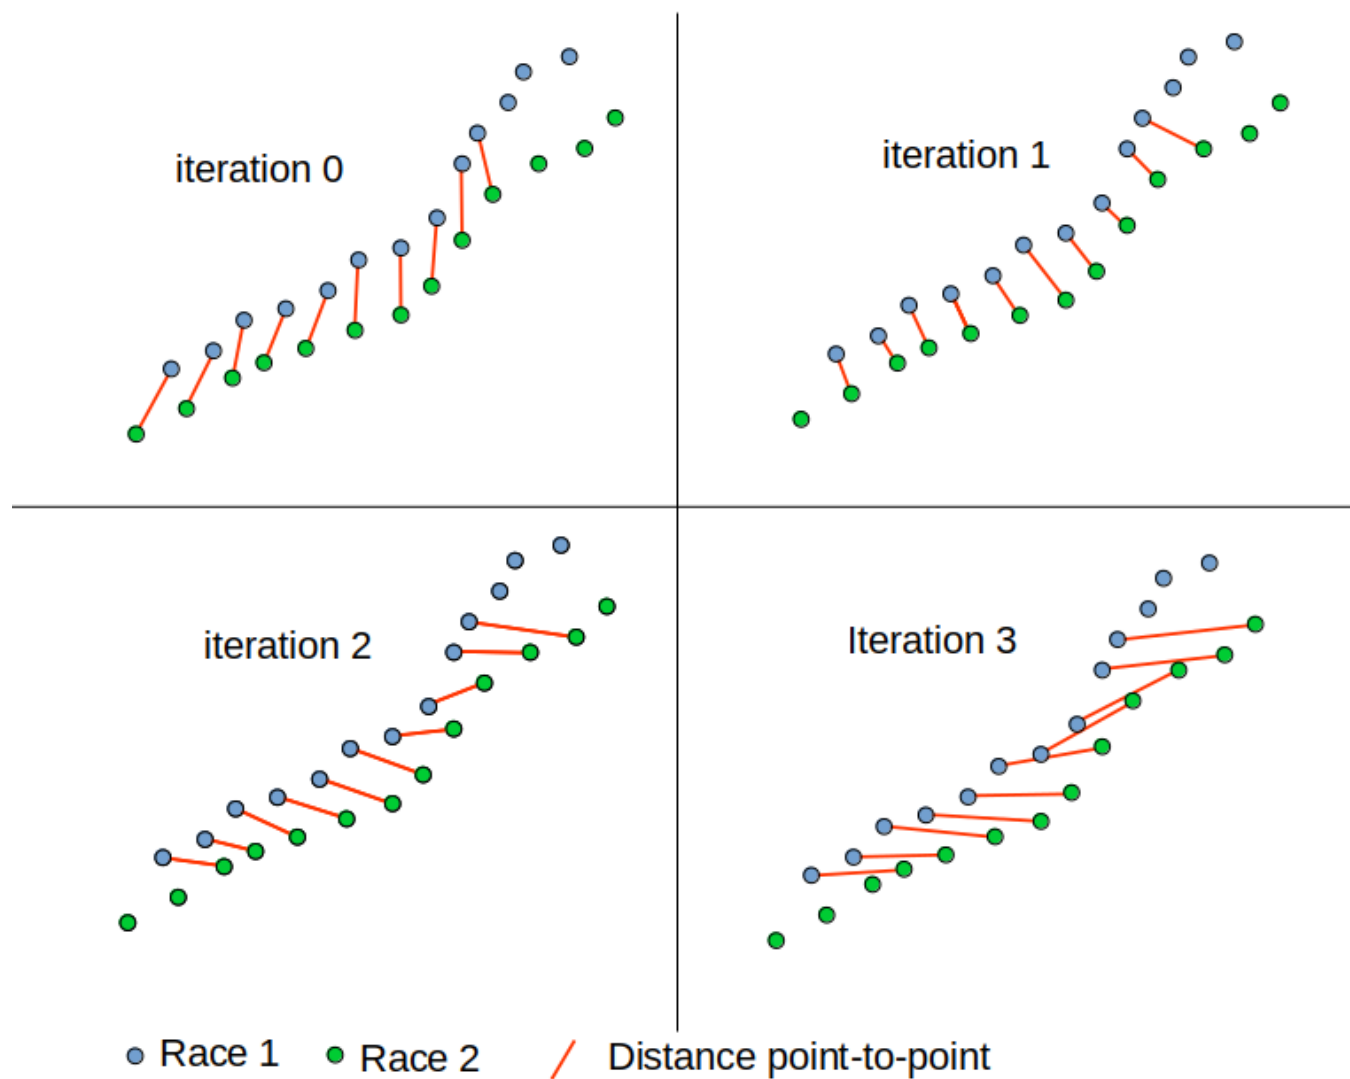 iteration 0
iteration 1
iteration 2
Iteration 3
Race 1
Race 2
Distance point-to-point